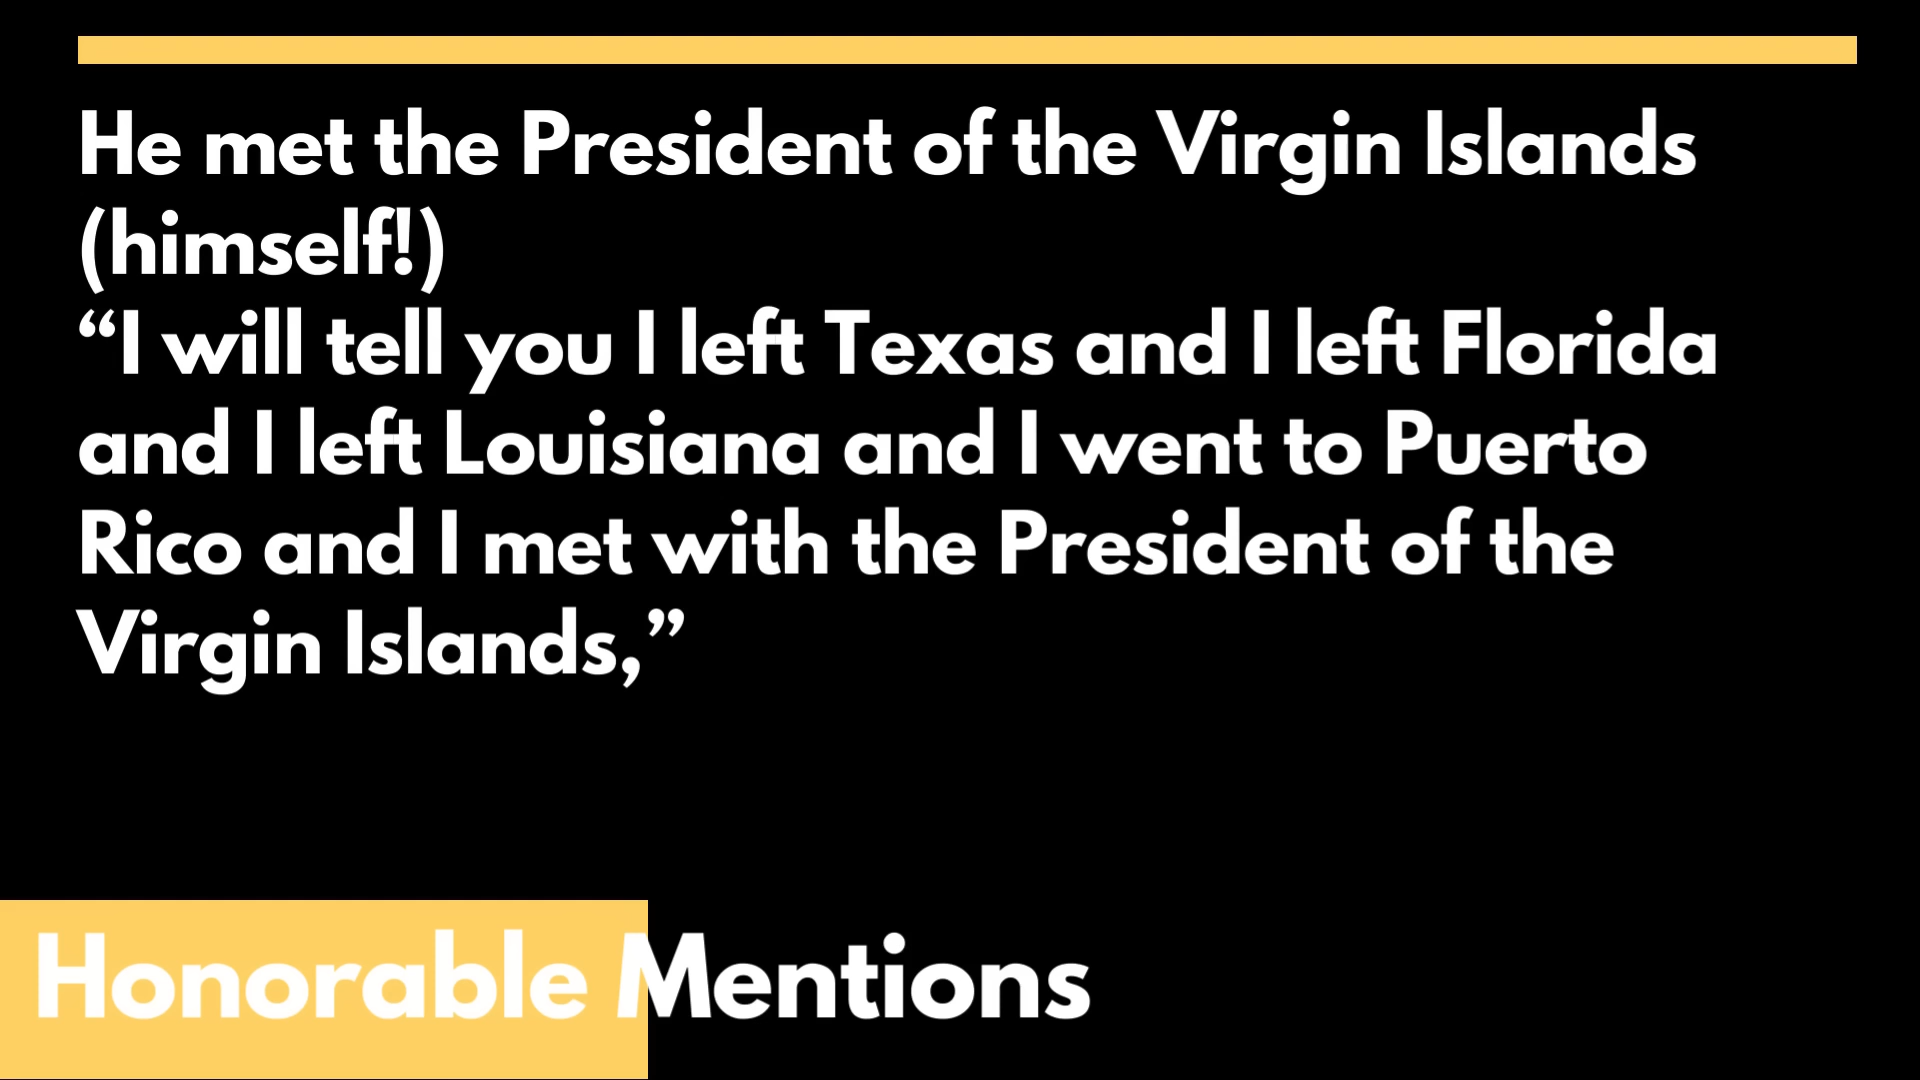 He met the President of the Virgin Islands
(himself!)
“I will tell you I left Texas and I left Florida
and I left Louisiana and I went to Puerto
Rico and I met with the President of the
Virgin Islands,”
Honorable Mentions